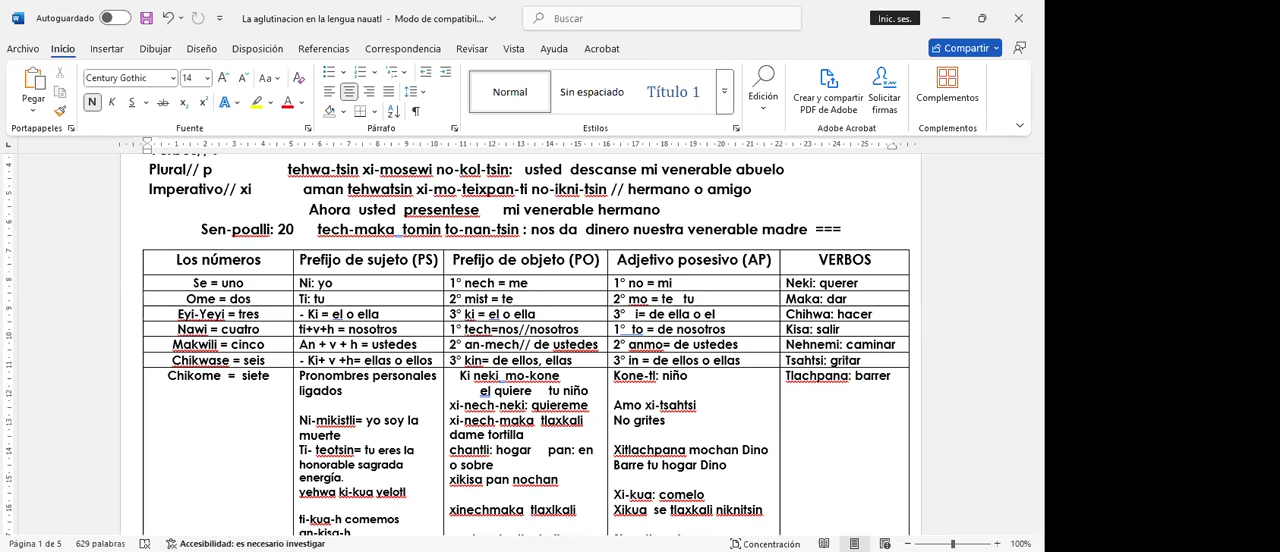 Autoguardado
La aglutinacion en la lengua nauatl - Modo de compatibil...
Buscar
Inic. ses.
Archivo Inicio Insertar Dibujar Diseño Disposición Referencias Correspondencia Revisar Vista Ayuda Acrobat
Compartir
Pegar
Century Gothic 14
Normal Sin espaciado Título 1
Edición
Crear y compartir PDF de Adobe
Solicitar firmas
Complementos
Portapapeles Fuente Párrafo Estilos Adobe Acrobat Complementos
Plural// p tehwa-tsin xi-mosewi no-kol-tsin: usted descanse mi venerable abuelo
Imperativo// xi aman tehwatsin xi-mo-teixpan-ti no-ikni-tsin // hermano o amigo
Ahora usted presentese mi venerable hermano
Sen-poalli: 20 tech-maka tomin to-nan-tsin : nos da dinero nuestra venerable madre ===
Los números Prefijo de sujeto (PS) Prefijo de objeto (PO) Adjetivo posesivo (AP) VERBOS
Se = uno Ni: yo 1° nech = me 1° no = mi Neki: querer
Ome = dos Ti: tu 2° mist = te 2° mo = te tu Maka: dar
Eyi-Yeyi = tres - Ki = el o ella 3° ki = el o ella 3° i= de ella o el Chihwa: hacer
Nawi = cuatro ti+v+h = nosotros 1° tech=nos//nosotros 1° to = de nosotros Kisa: salir
Makwili = cinco An + v + h = ustedes 2° an-mech// de ustedes 2° anmo= de ustedes Nehnemi: caminar
Chikwase = seis - Ki+ v +h= ellas o ellos 3° kin= de ellos, ellas 3° in = de ellos o ellas Tsahtsi: gritar
Chikome = siete
Pronombres personales
ligados
Ni-mikistli= yo soy la
muerte
Ti- teotsin= tu eres la
honorable sagrada
energía.
yehwa ki-kua yelotl
ti-kua-h comemos
an-kisa-h
Ki neki mo-kone
el quiere tu niño
xi-nech-neki: quiereme
xi-nech-maka tlaxkali
dame tortilla
chantli: hogar pan: en
o sobre
xikisa pan nochan
xinechmaka tlaxlkali
Kone-tl: niño
Amo xi-tsahtsi
No grites
Xitlachpana mochan Dino
Barre tu hogar Dino
Xi-kua: comelo
Xikua se tlaxkali niknitsin
Tlachpana: barrer
Página 1 de 5 629 palabras Accesibilidad: es necesario investigar Concentración 100%